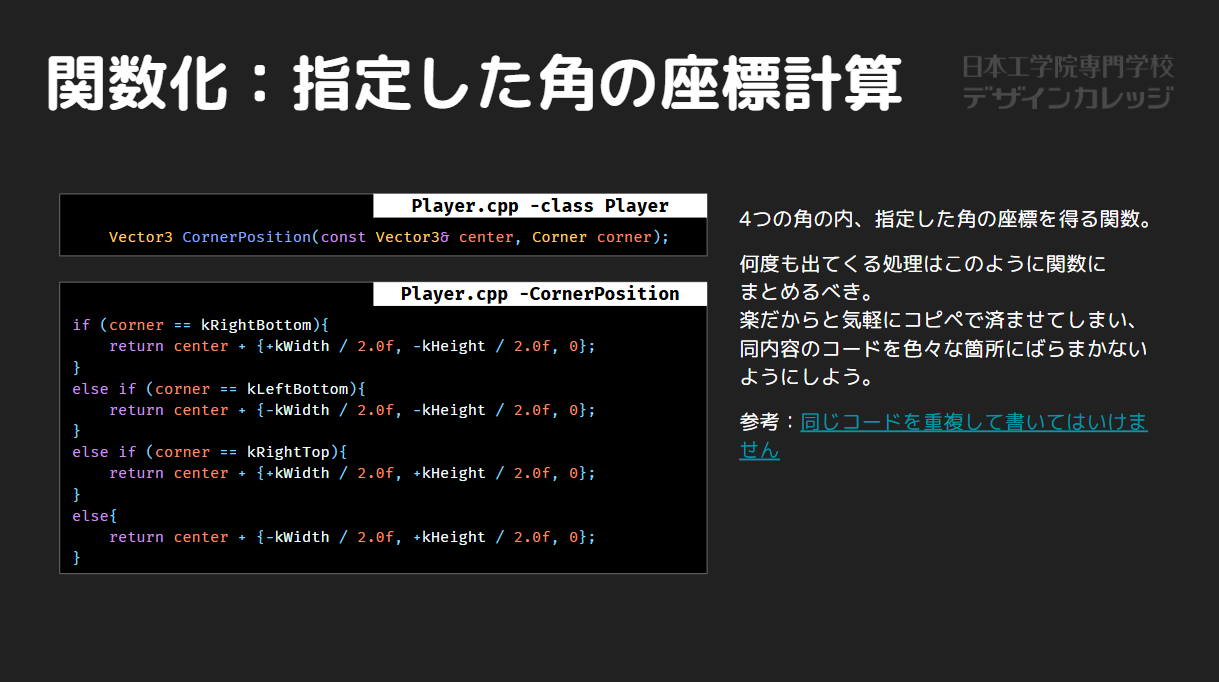 関数化：指定した角の座標計算
日本工学院専門学校
デザインカレッジ
Player.cpp -class Player
Vector3 CornerPosition(const Vector3& center, Corner corner);
Player.cpp -CornerPosition
if (corner == kRightBottom){
    return center + {+kWidth / 2.0f, -kHeight / 2.0f, 0};
}
else if (corner == kLeftBottom){
    return center + {-kWidth / 2.0f, -kHeight / 2.0f, 0};
}
else if (corner == kRightTop){
    return center + {+kWidth / 2.0f, +kHeight / 2.0f, 0};
}
else{
    return center + {-kWidth / 2.0f, +kHeight / 2.0f, 0};
}
4つの角の内、指定した角の座標を得る関数。
何度も出てくる処理はこのように関数に
まとめるべき。
楽だからと気軽にコピペで済ませてしまい、
同内容のコードを色々な箇所にばらまかない
ようにしよう。
参考：同じコードを重複して書いてはいけま
せん